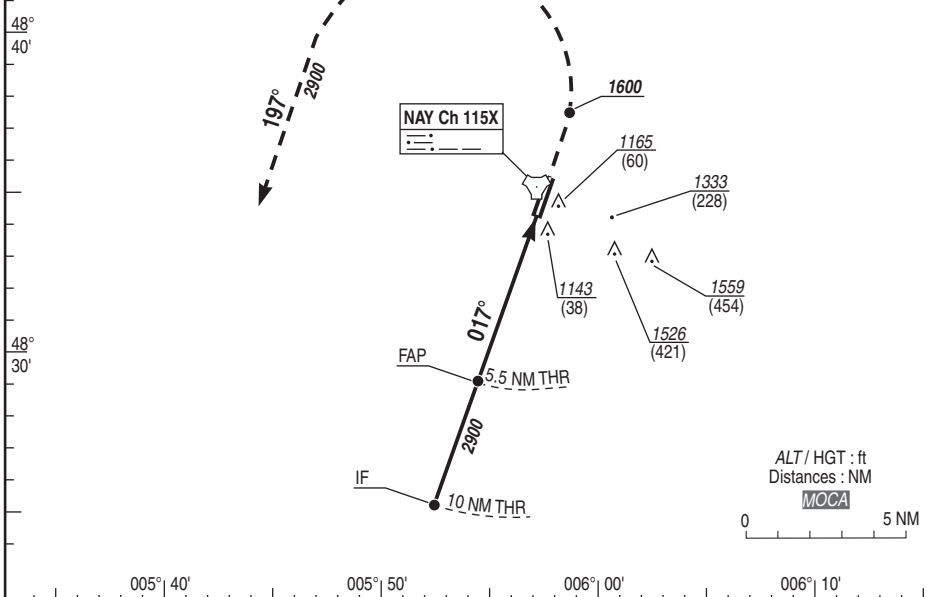 48°
40'
197°
2900
NAY Ch 115X
1600
1165
(60)
1333
(228)
1143
(38)
1559
(454)
1526
(421)
017°
48°
30'
FAP
5.5 NM THR
2900
IF
10 NM THR
ALT / HGT : ft
Distances : NM
MOCA
0 5 NM
005° 40' 005° 50' 006° 00' 006° 10'